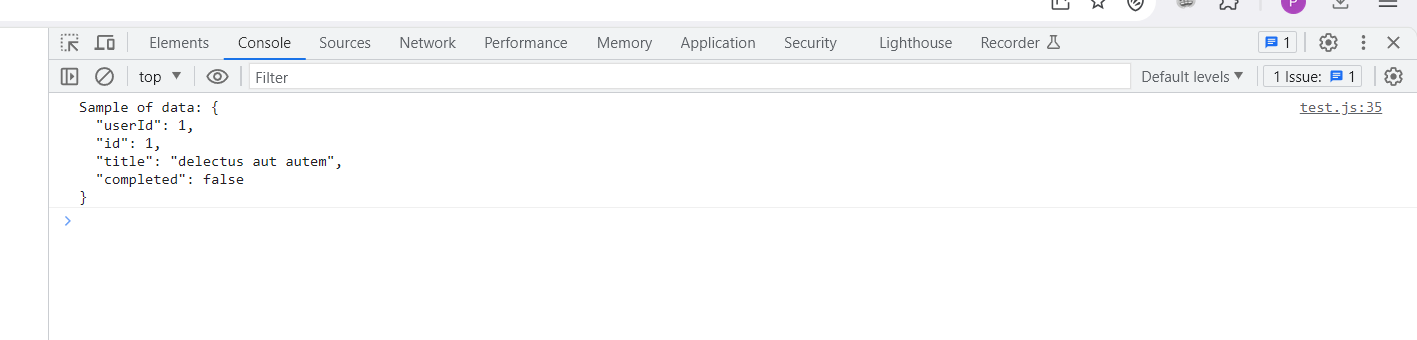 P
Elements Console Sources Network Performance Memory Application Security Lighthouse Recorder 1
top Filter Default levels 1 Issue: 1
Sample of data: { test.js:35
"userId": 1,
"id": 1,
"title": "delectus aut autem",
"completed": false
}